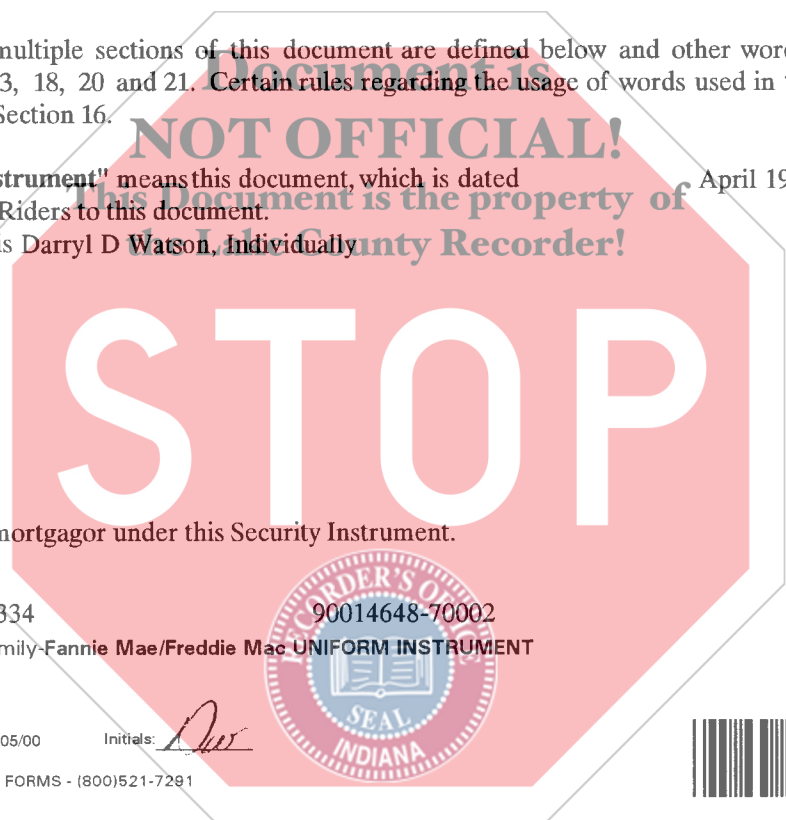 multiple sections of this document are defined below and other wor
Document is
3, 18, 20 and 21. Certain rules regarding the usage of words used in
Section 16.
NOT OFFICIAL!
strument" means this document, which is dated April 19
This Document is the property of
Riders to this document.
is Darryl D Watson, Individually
the Lake County Recorder!
STOP
mortgagor under this Security Instrument.
RECORDER'S OFFICE
334 90014648-70002
mily-Fannie Mae/Freddie Mac UNIFORM INSTRUMENT
SEAL
INDIANA
05/00 Initials: DW
FORMS - (800)521-7291